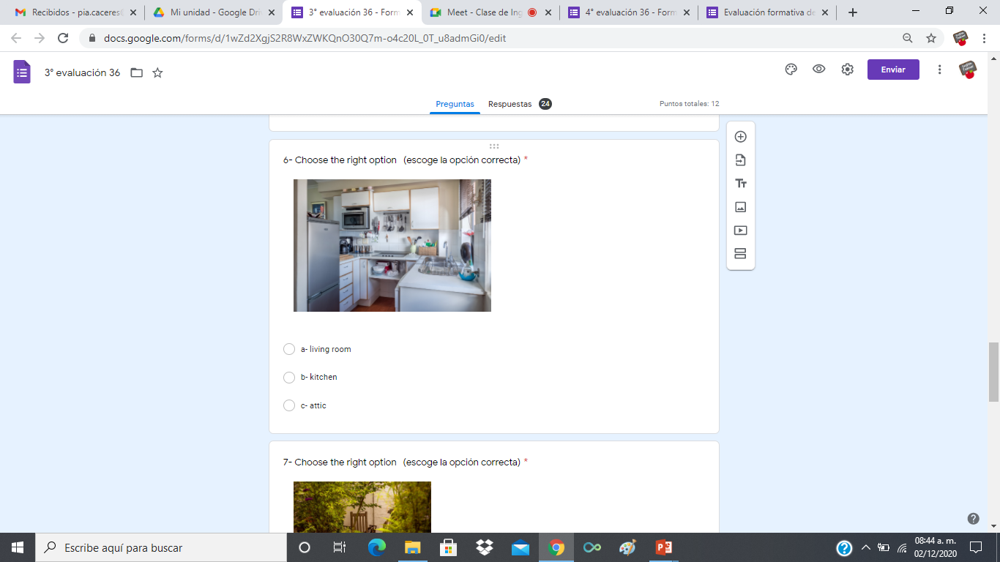 Recibidos - pia.caceres
Mi unidad - Google Dri
3° evaluación 36 - Form
Meet - Clase de Ing
4° evaluación 36 - Form
Evaluación formativa de
docs.google.com/forms/d/1wZd2XgjS2R8WxZWKQnO30Q7m-o4c20L_0T_u8admGi0/edit
3° evaluación 36
Enviar
Preguntas
Respuestas 24
Puntos totales: 12
6- Choose the right option (escoge la opción correcta) *
a- living room
b- kitchen
c- attic
7- Choose the right option (escoge la opción correcta) *
Escribe aquí para buscar
08:44 a. m.
02/12/2020